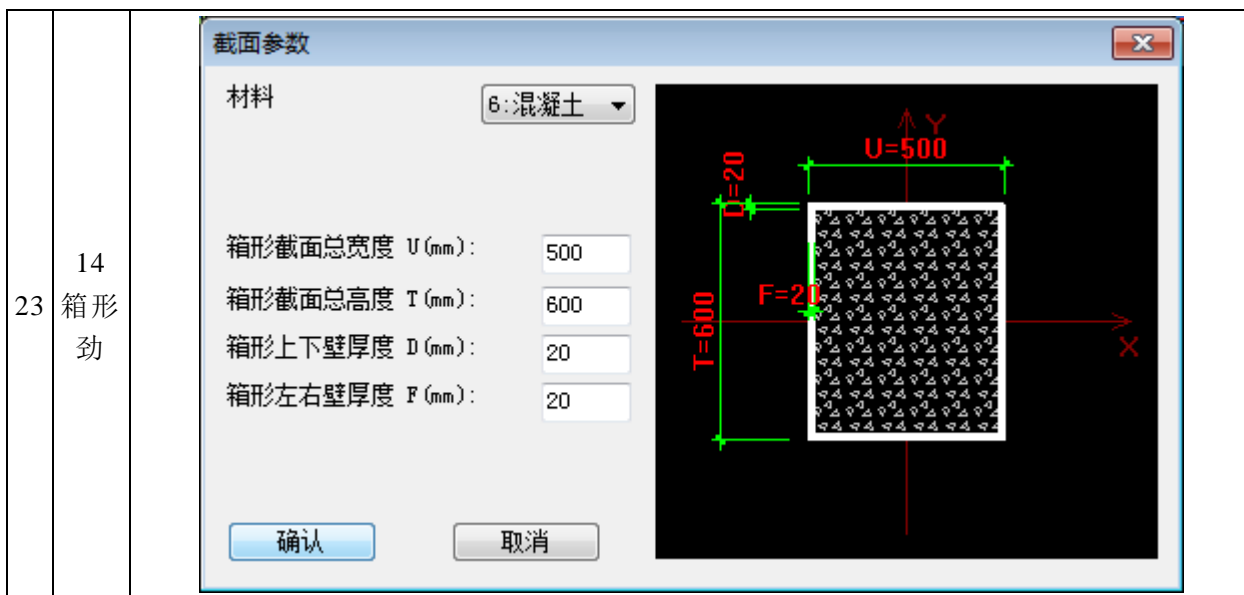 23
14
箱形
劲
截面参数
材料
6:混凝土
箱形截面总宽度 U(mm):
500
箱形截面总高度 T(mm):
600
箱形上下壁厚度 D(mm):
20
箱形左右壁厚度 F(mm):
20
确认
取消
Y
U=500
D=20
F=20
T=600
X